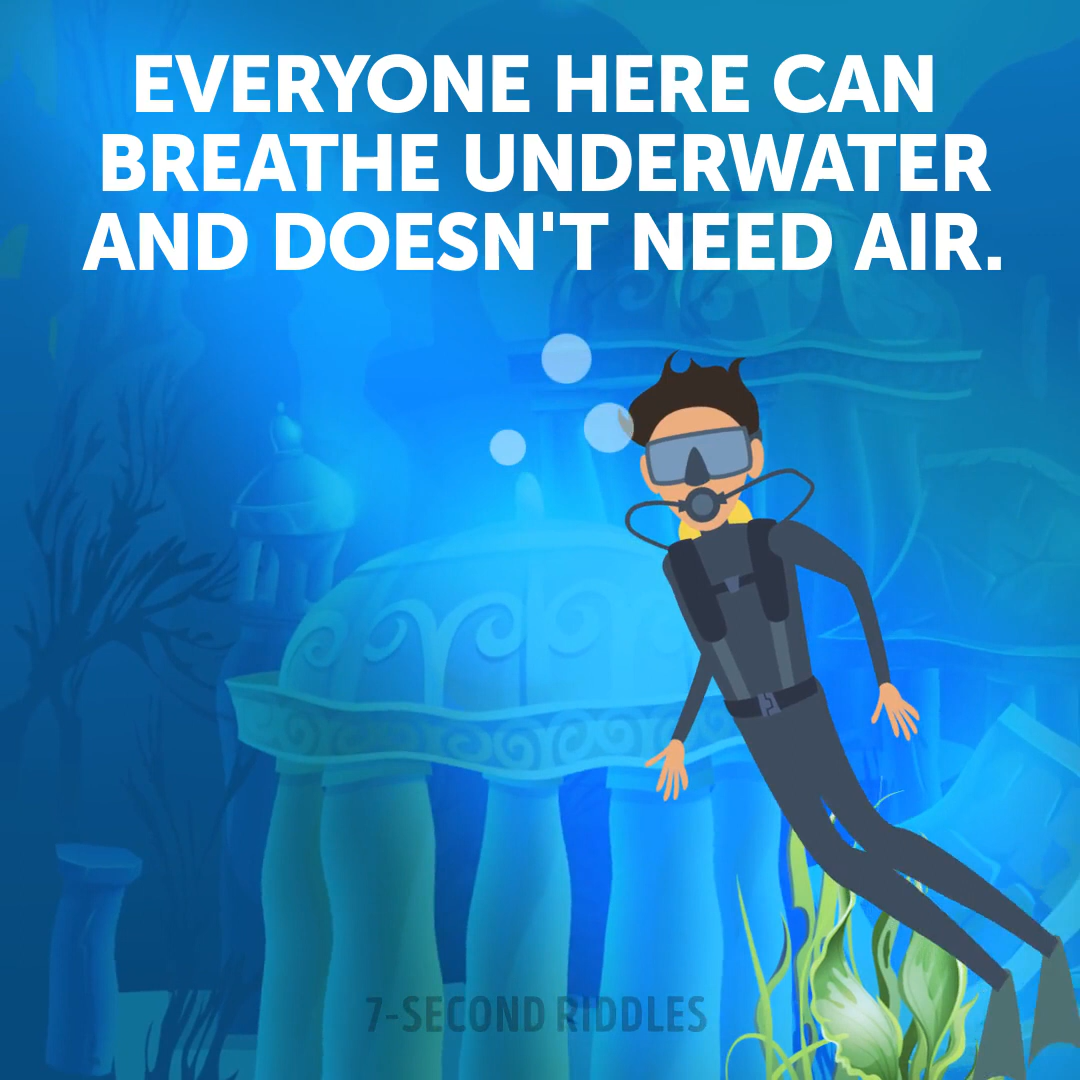 EVERYONE HERE CAN
BREATHE UNDERWATER
AND DOESN'T NEED AIR.
7-SECOND RIDDLES